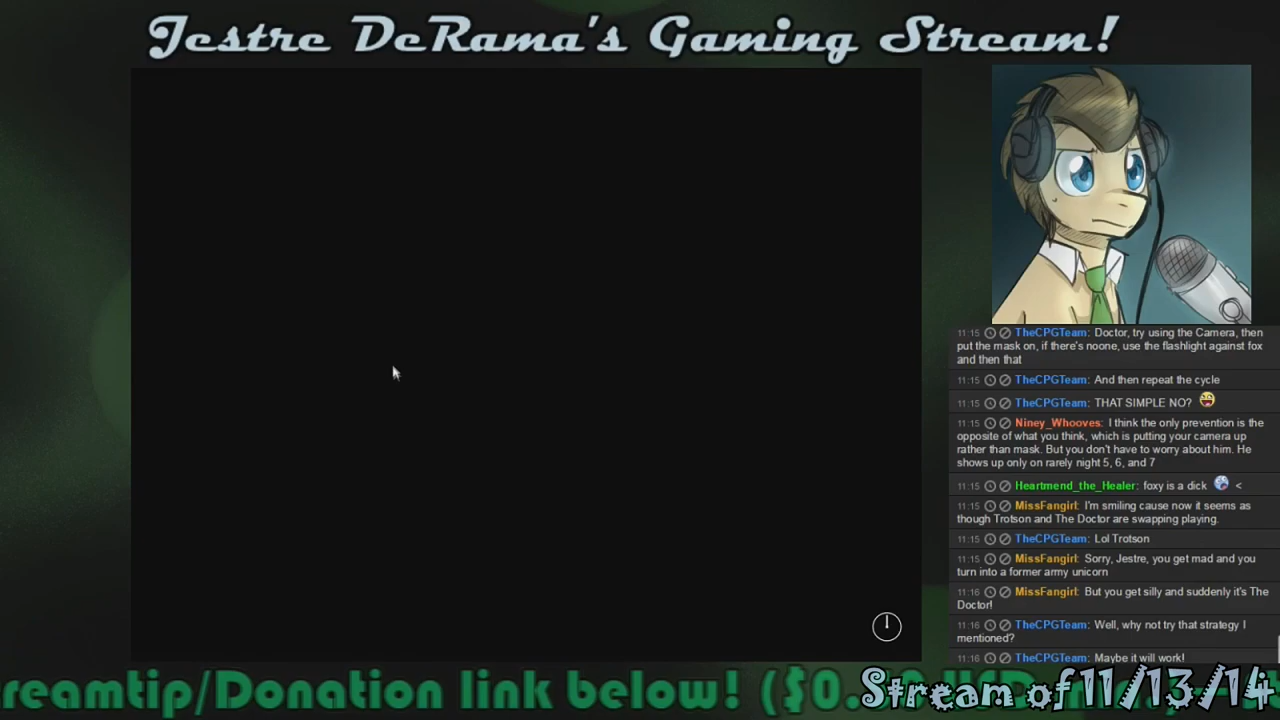 Jestre DeRama's Gaming Stream!
11:15 TheCPGTeam: Doctor, try using the Camera, then
put the mask on, if there's noone, use the flashlight against fox
and then that
11:15 TheCPGTeam: And then repeat the cycle
11:15 TheCPGTeam: THAT SIMPLE NO?
11:15 Niney_Whooves: I think the only prevention is the
opposite of what you think, which is putting your camera up
rather than mask. But you don't have to worry about him. He
shows up only on rarely night 5, 6, and 7
11:15 Heartmend_the_Healer: foxy is a dick <
11:15 MissFangirl: I'm smiling cause now it seems as
though Trotson and The Doctor are swapping playing.
11:15 TheCPGTeam: Lol Trotson
11:15 MissFangirl: Sorry, Jestre, you get mad and you
turn into a former army unicorn
11:16 MissFangirl: But you get silly and suddenly it's The
Doctor!
11:16 TheCPGTeam: Well, why not try that strategy I
mentioned?
11:16 TheCPGTeam: Maybe it will work!
reamtip/Donation link below! ($0.
Stream of 11/13/14